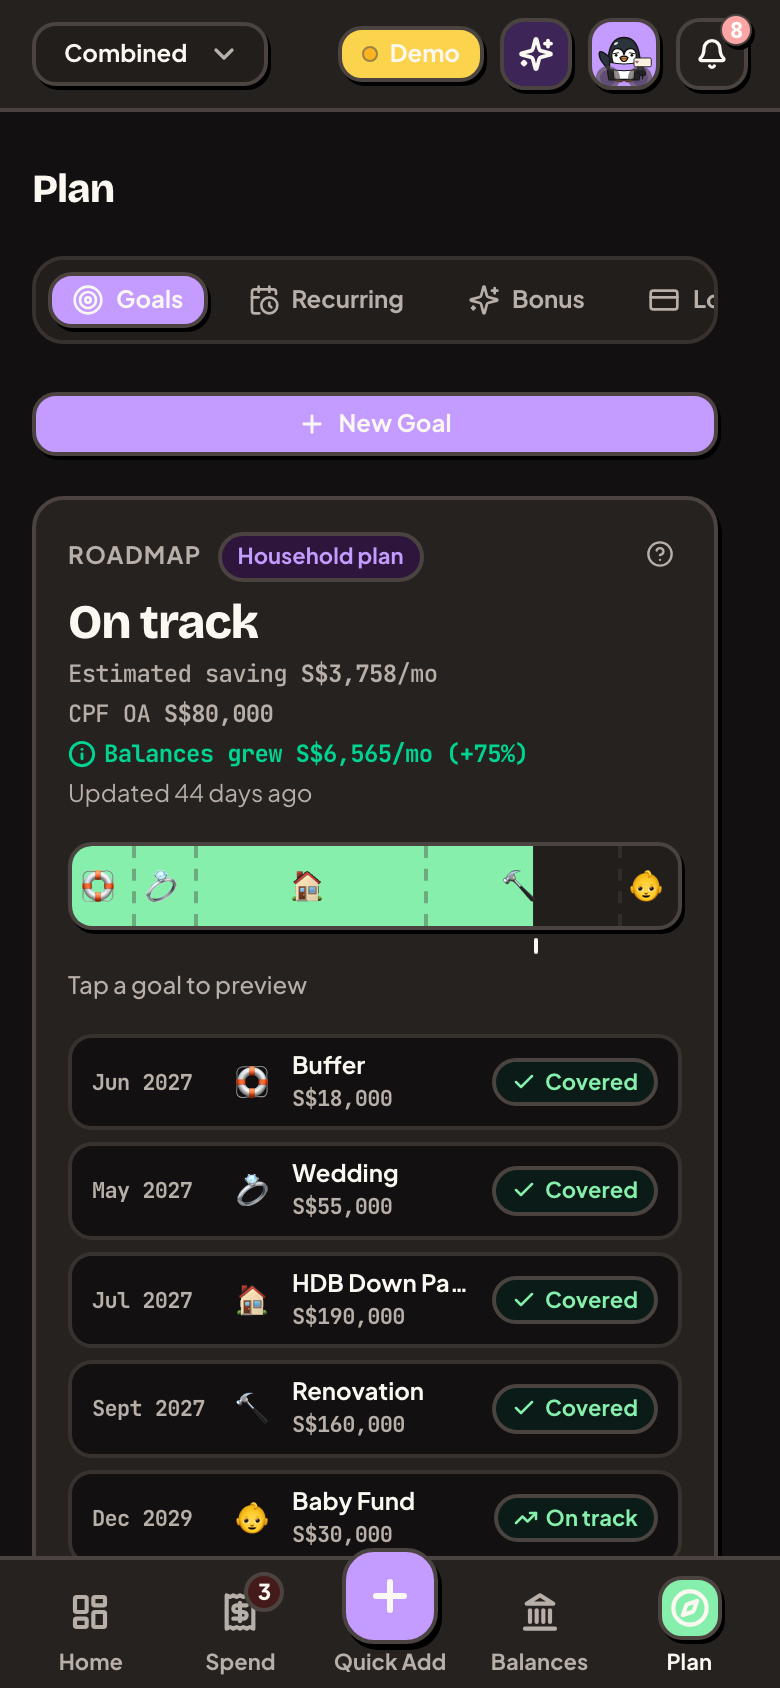 Combined
Demo
8
Plan
Goals
Recurring
Bonus
Lo
+ New Goal
ROADMAP
Household plan
On track
Estimated saving S$3,758/mo
CPF OA S$80,000
Balances grew S$6,565/mo (+75%)
Updated 44 days ago
Tap a goal to preview
Jun 2027
Buffer
S$18,000
Covered
May 2027
Wedding
S$55,000
Covered
Jul 2027
HDB Down Pa...
S$190,000
Covered
Sept 2027
Renovation
S$160,000
Covered
Dec 2029
Baby Fund
S$30,000
On track
Home
3
Spend
Quick Add
Balances
Plan